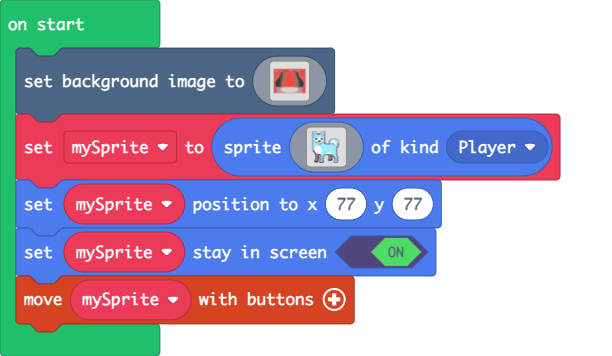 on start
set background image to
set mySprite to sprite of kind Player
set mySprite position to x 77 y 77
set mySprite stay in screen ON
move mySprite with buttons